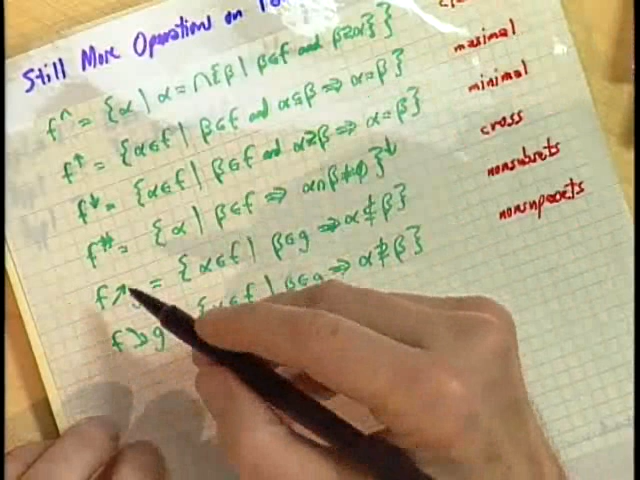 Still More Operations on
f^∩ = {α | α = ∩{β | β∈f and β⊇α}}
f^↑ = {α∈f | β∈f and α⊆β ⟹ α=β} maximal
f^↓ = {α∈f | β∈f and α⊇β ⟹ α=β} minimal
f^# = {α | β∈f ⟹ α∩β≠φ}^↓ cross
f↗ = {α∈f | β∈g ⟹ α⊈β} nonsubsets
f↘g {α∈f | β∈g ⟹ α⊉β} nonsupersets